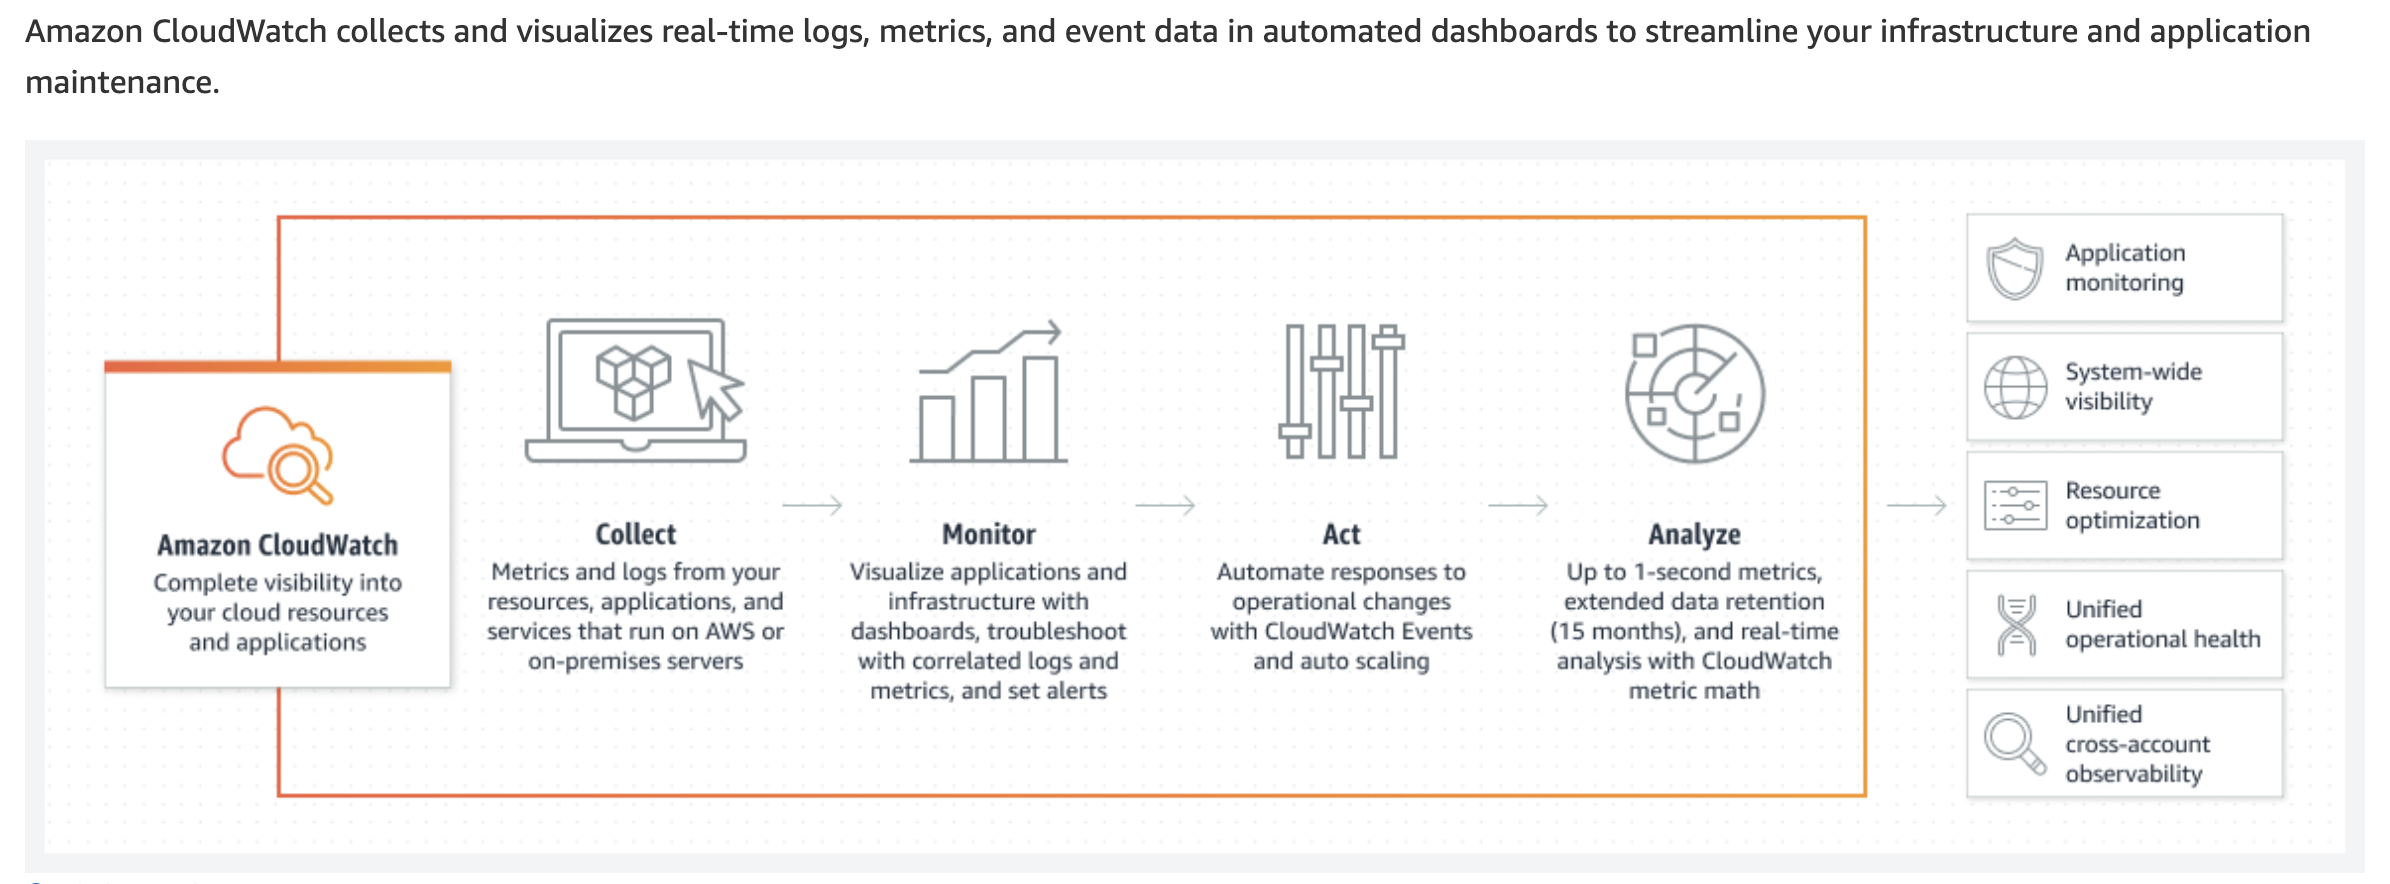 Amazon CloudWatch collects and visualizes real-time logs, metrics, and event data in automated dashboards to streamline your infrastructure and application
maintenance.
Amazon CloudWatch
Complete visibility into
your cloud resources
and applications
Collect
Metrics and logs from your
resources, applications, and
services that run on AWS or
on-premises servers
Monitor
Visualize applications and
infrastructure with
dashboards, troubleshoot
with correlated logs and
metrics, and set alerts
Act
Automate responses to
operational changes
with CloudWatch Events
and auto scaling
Analyze
Up to 1-second metrics,
extended data retention
(15 months), and real-time
analysis with CloudWatch
metric math
Application
monitoring
System-wide
visibility
Resource
optimization
Unified
operational health
Unified
cross-account
observability